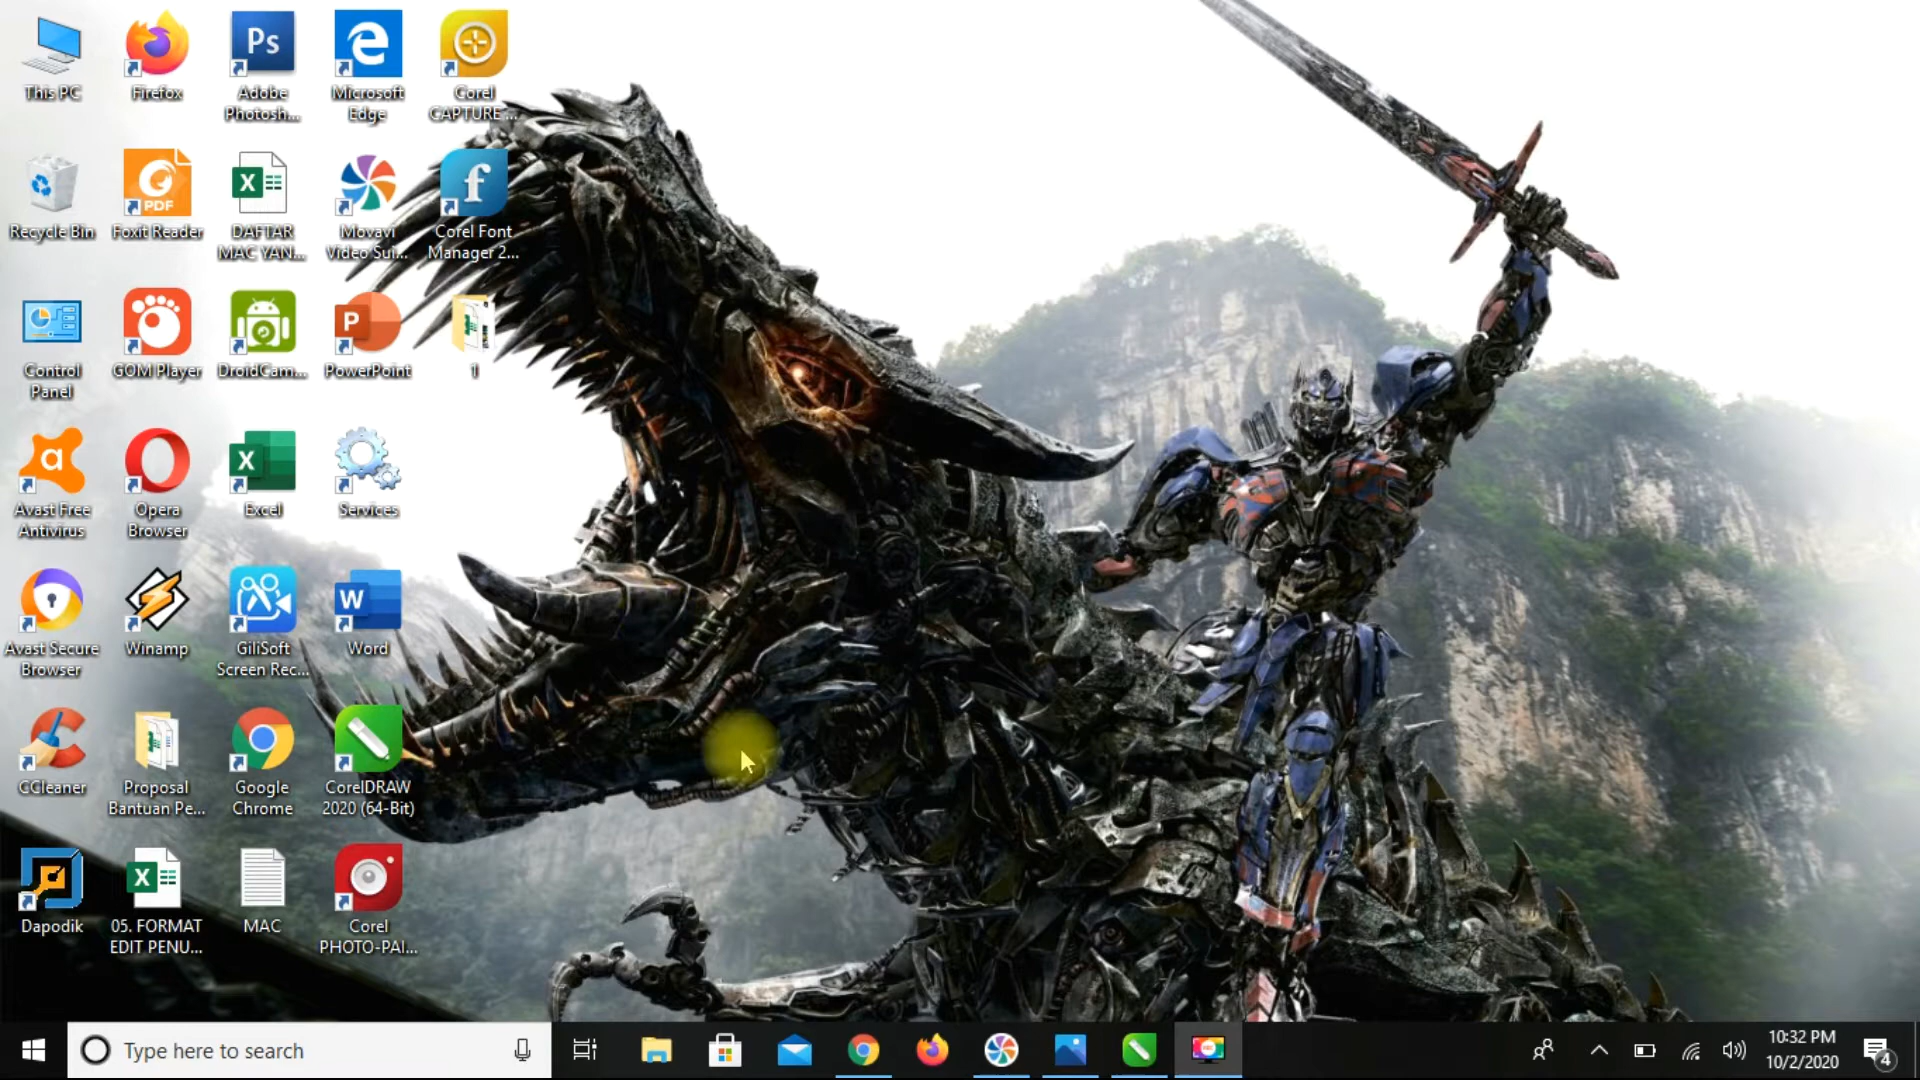 This PC
Firefox
Adobe
Photosh...
Microsoft
Edge
Corel
CAPTURE ...
Recycle Bin
Foxit Reader
DAFTAR
MAC YAN...
Movavi
Video Sui...
Corel Font
Manager 2...
Control
Panel
GOM Player
DroidCam...
PowerPoint
1
Avast Free
Antivirus
Opera
Browser
Excel
Services
Avast Secure
Browser
Winamp
GiliSoft
Screen Rec...
Word
CCleaner
Proposal
Bantuan Pe...
Google
Chrome
CorelDRAW
2020 (64-Bit)
Dapodik
05. FORMAT
EDIT PENU...
MAC
Corel
PHOTO-PAI...
Ps
PDF
X
f
P
X
W
X
Type here to search
10:32 PM
10/2/2020
4